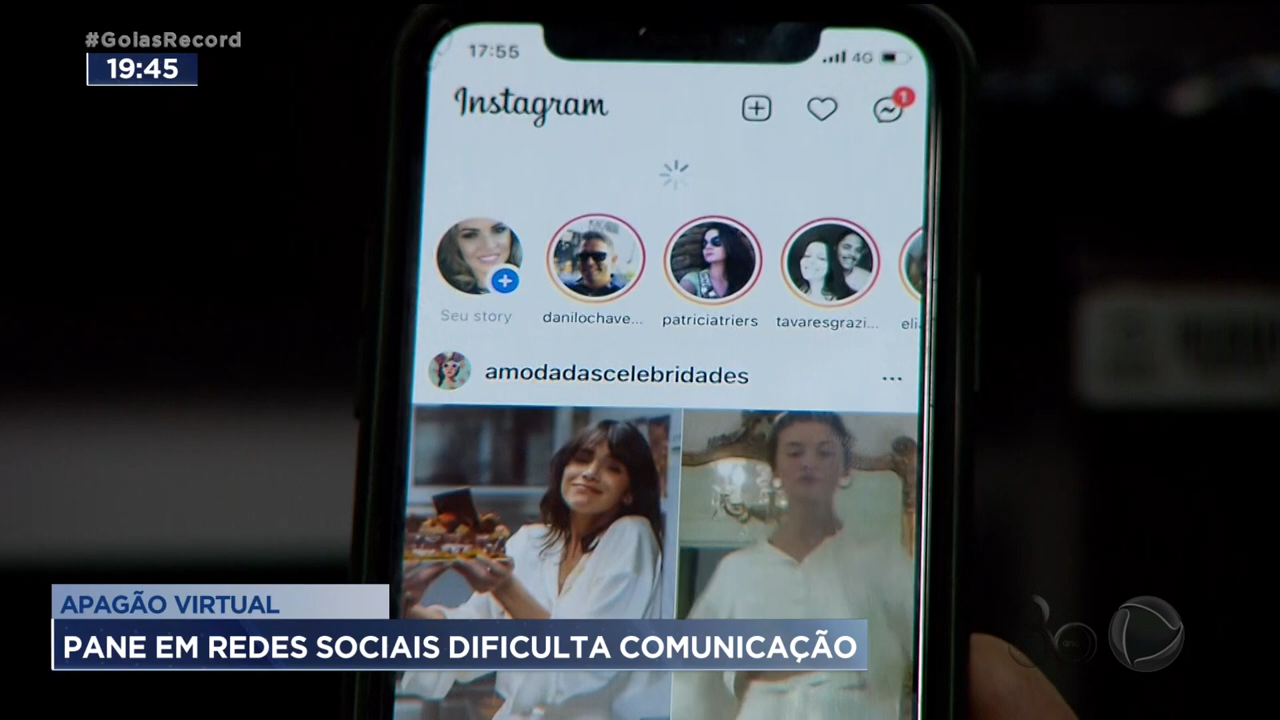 #GoiasRecord
19:45
17:55
4G
Instagram
1
Seu story
danilochave...
patriciatriers
tavaresgrazi...
eli
amodadascelebridades
...
APAGÃO VIRTUAL
PANE EM REDES SOCIAIS DIFICULTA COMUNICAÇÃO